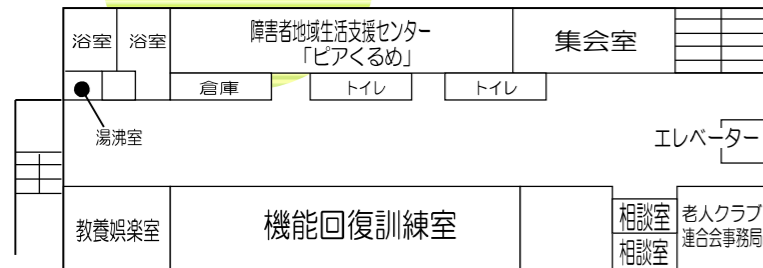 浴室
浴室
障害者地域生活支援センター
「ピアくるめ」
集会室
倉庫
トイレ
トイレ
湯沸室
エレベーター
教養娯楽室
機能回復訓練室
相談室
相談室
老人クラブ
連合会事務局